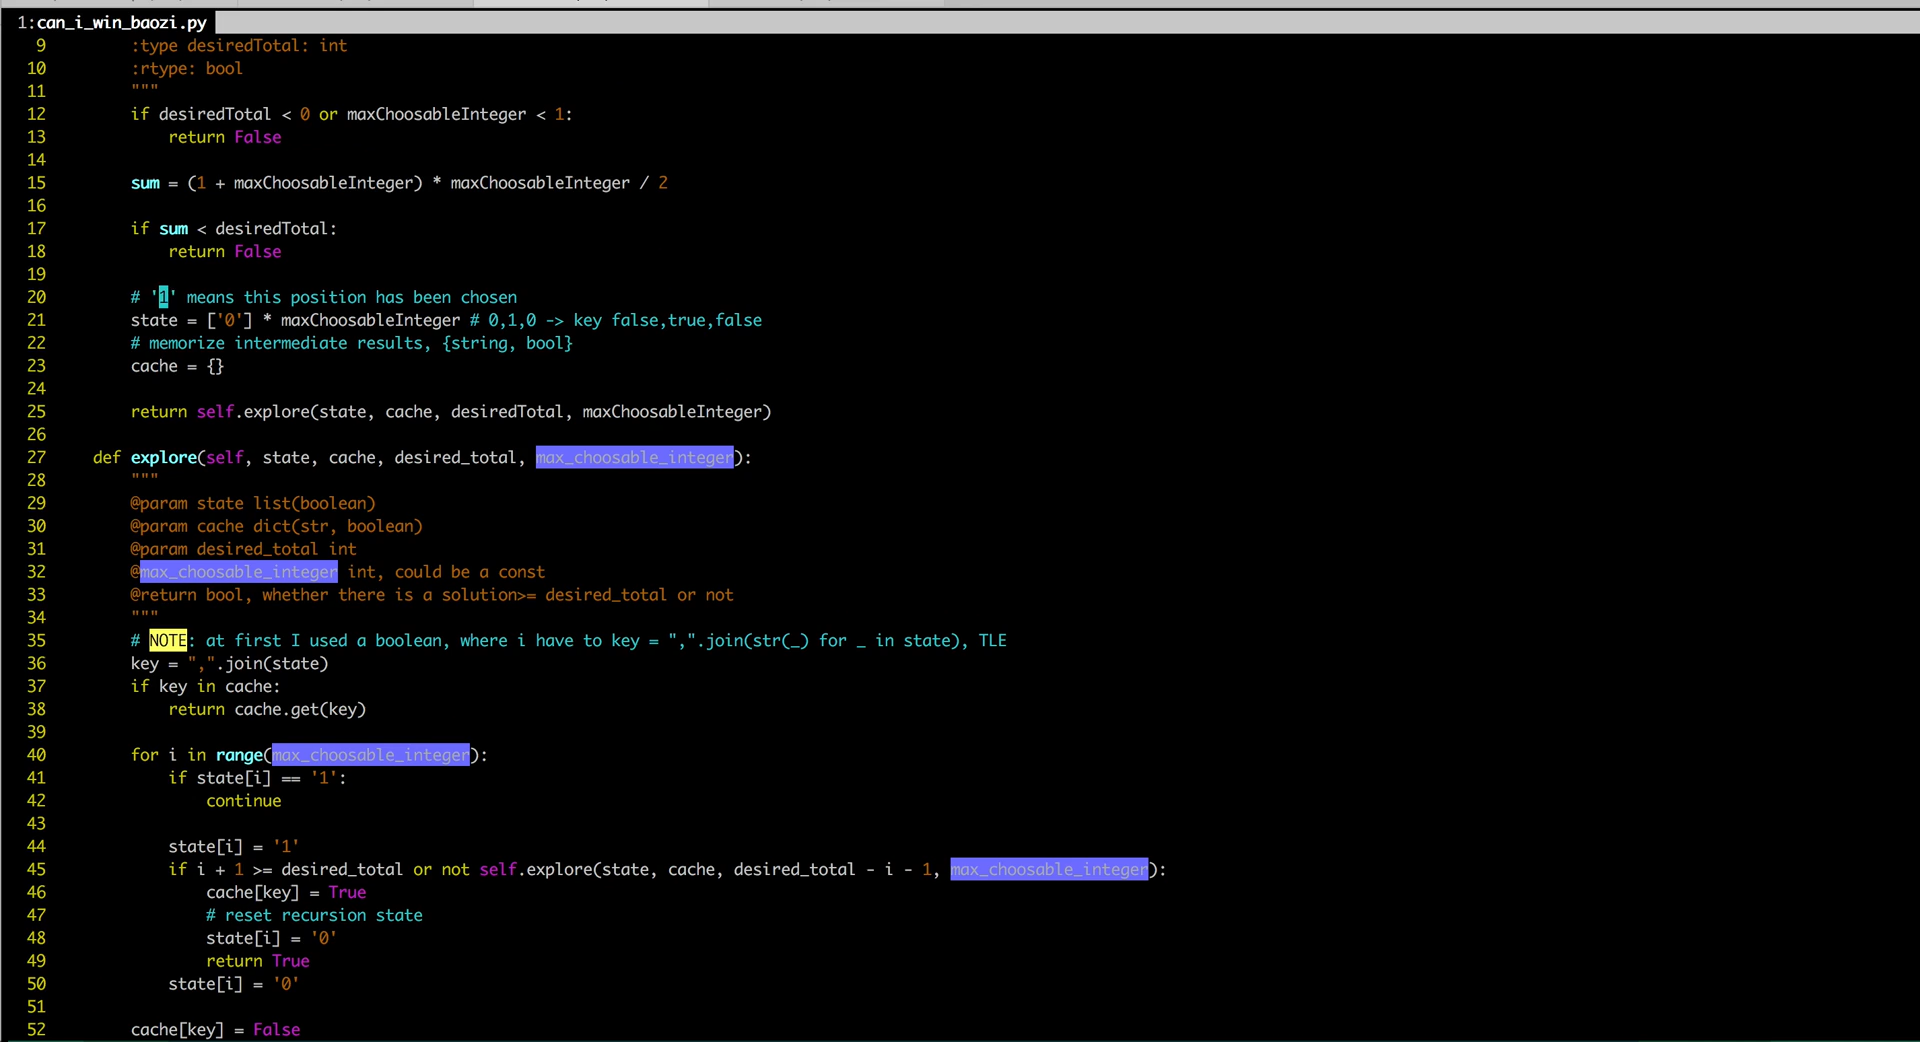 1:can_i_win_baozi.py
9 :type desiredTotal: int
10 :rtype: bool
11 """
12 if desiredTotal < 0 or maxChoosableInteger < 1:
13 return False
14
15 sum = (1 + maxChoosableInteger) * maxChoosableInteger / 2
16
17 if sum < desiredTotal:
18 return False
19
20 # '1' means this position has been chosen
21 state = ['0'] * maxChoosableInteger # 0,1,0 -> key false,true,false
22 # memorize intermediate results, {string, bool}
23 cache = {}
24
25 return self.explore(state, cache, desiredTotal, maxChoosableInteger)
26
27 def explore(self, state, cache, desired_total, max_choosable_integer):
28 """
29 @param state list(boolean)
30 @param cache dict(str, boolean)
31 @param desired_total int
32 @max_choosable_integer int, could be a const
33 @return bool, whether there is a solution>= desired_total or not
34 """
35 # NOTE: at first I used a boolean, where i have to key = ",".join(str(_) for _ in state), TLE
36 key = ",".join(state)
37 if key in cache:
38 return cache.get(key)
39
40 for i in range(max_choosable_integer):
41 if state[i] == '1':
42 continue
43
44 state[i] = '1'
45 if i + 1 >= desired_total or not self.explore(state, cache, desired_total - i - 1, max_choosable_integer):
46 cache[key] = True
47 # reset recursion state
48 state[i] = '0'
49 return True
50 state[i] = '0'
51
52 cache[key] = False